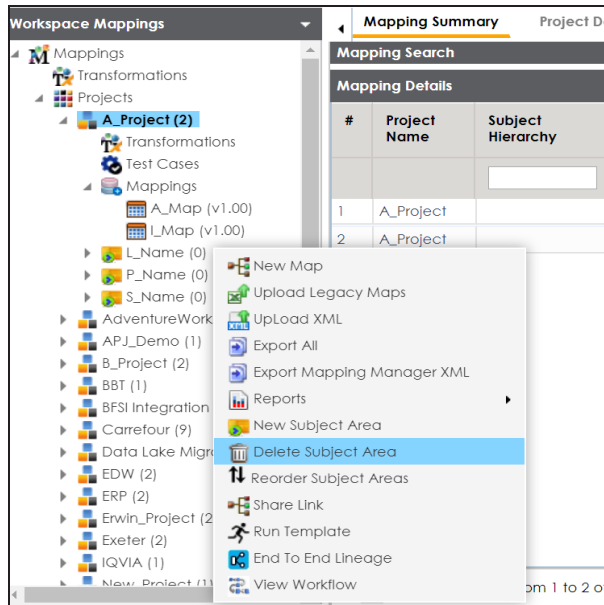 Workspace Mappings
Mapping Summary Project D
Mappings
Transformations
Projects
A_Project (2)
Transformations
Test Cases
Mappings
A_Map (v1.00)
I_Map (v1.00)
L_Name (0)
P_Name (0)
S_Name (0)
AdventureWork
APJ_Demo (1)
B_Project (2)
BBT (1)
BFSI Integration
Carrefour (9)
Data Lake Migr
EDW (2)
ERP (2)
Erwin_Project (2
Exeter (2)
IQVIA (1)
New_Project (1)
Mapping Search
Mapping Details
# Project Name Subject Hierarchy
1 A_Project
2 A_Project
New Map
Upload Legacy Maps
UpLoad XML
Export All
Export Mapping Manager XML
Reports
New Subject Area
Delete Subject Area
Reorder Subject Areas
Share Link
Run Template
End To End Lineage
View Workflow
om 1 to 2 o